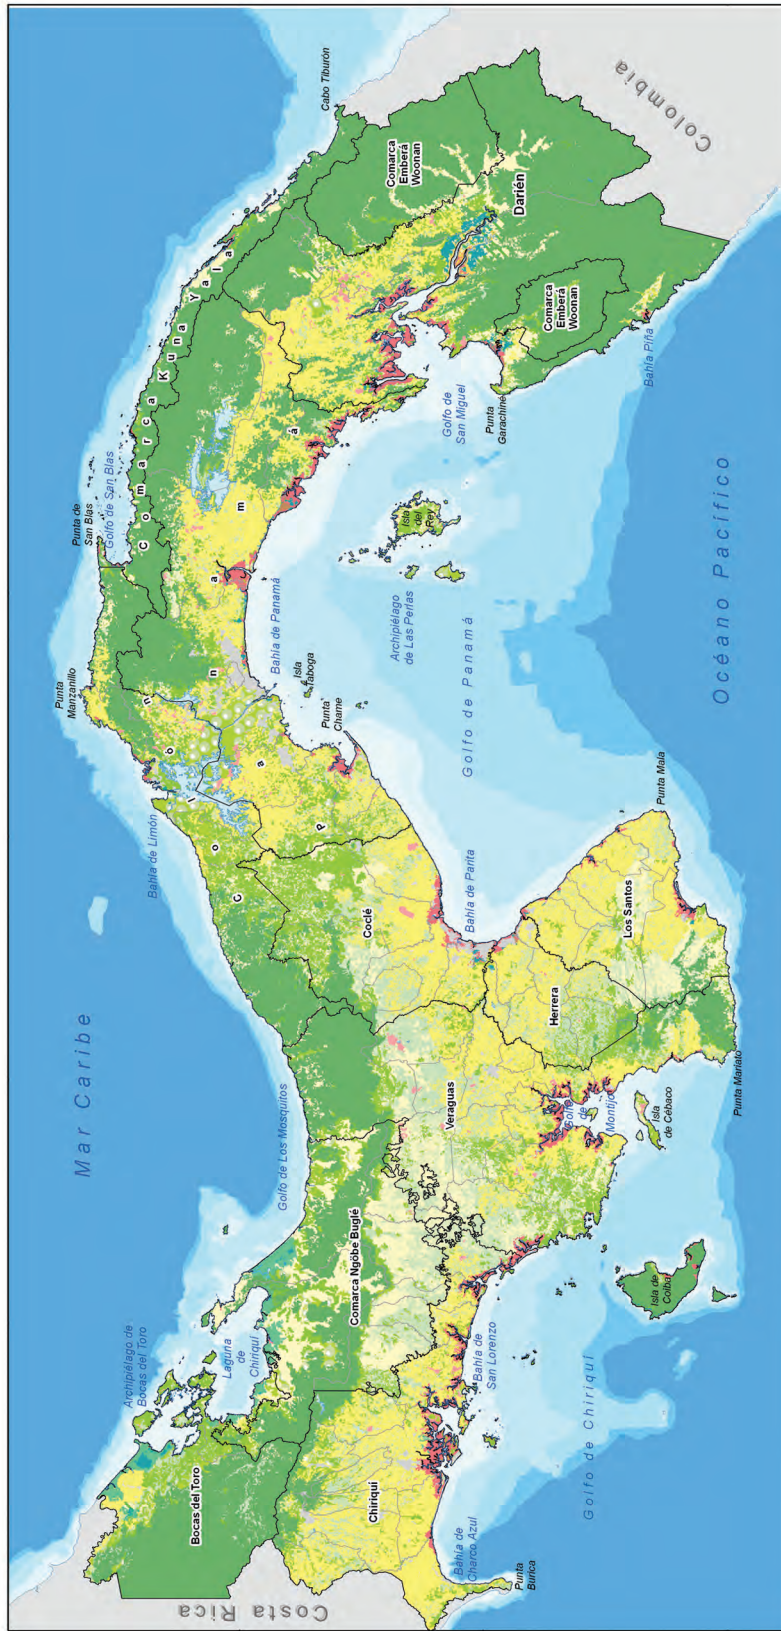 Mar Caribe
Océano Pacífico
Costa Rica
Colombia
Bocas del Toro
Archipiélago de
Bocas del Toro
Laguna
de
Chiriquí
Chiriquí
Bahía de
Charco Azul
Punta
Burica
Golfo de Chiriquí
Bahía de
San Lorenzo
Comarca Ngöbe Buglé
Golfo de Los Mosquitos
Veraguas
Isla de
Coiba
Golfo
de
Montijo
Isla
de Cébaco
Punta Mariato
Herrera
Los Santos
Punta Mala
Bahía de Parita
Coclé
Colón
Bahía de Limón
Punta
Manzanillo
Panamá
Punta
Chame
Isla
Taboga
Bahía de Panamá
Golfo de Panamá
Archipiélago
de Las Perlas
Isla
del
Rey
Punta de
San Blas
Golfo de San Blas
Comarca Kuna Yala
Cabo Tiburón
Golfo de
San Miguel
Punta
Garachiné
Comarca
Emberá
Woonan
Darién
Comarca
Emberá
Woonan
Bahía Piña